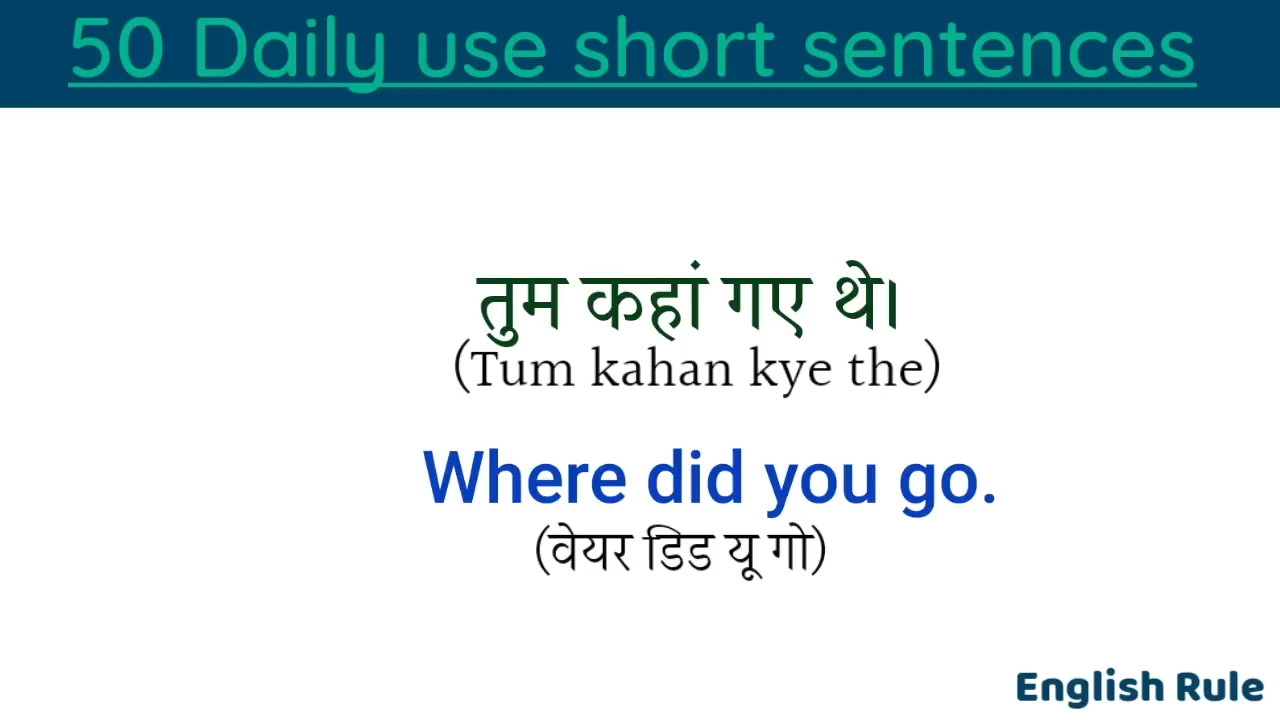 50 Daily use short sentences
तुम कहां गए थे।
(Tum kahan kye the)
Where did you go.
(वेयर डिड यू गो)
English Rule